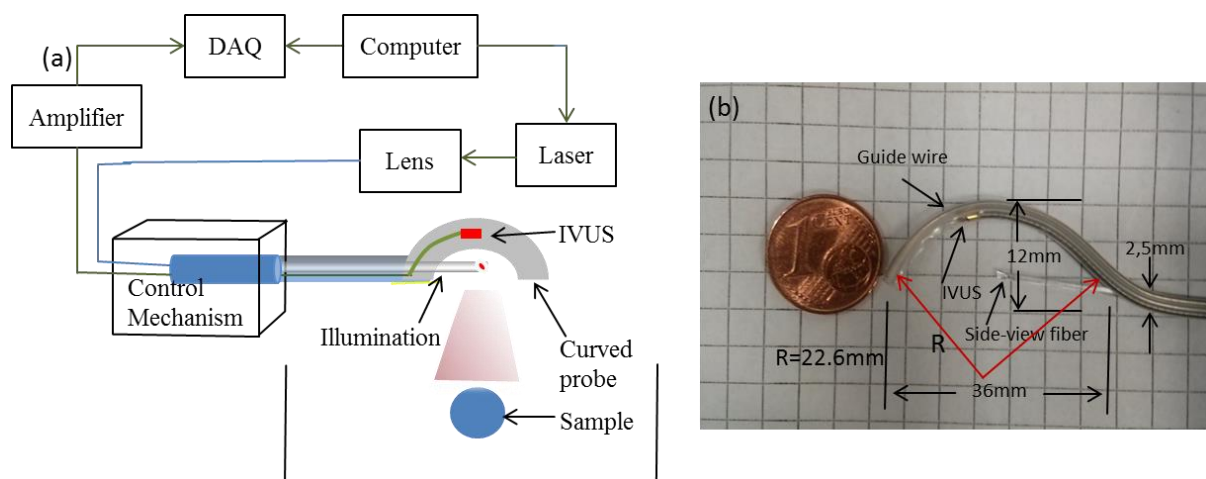 (a)
DAQ
Computer
Amplifier
Lens
Laser
IVUS
Control
Mechanism
Illumination
Curved
probe
Sample
(b)
Guide wire
2,5mm
12mm
IVUS
Side-view fiber
R=22.6mm
R
36mm
1